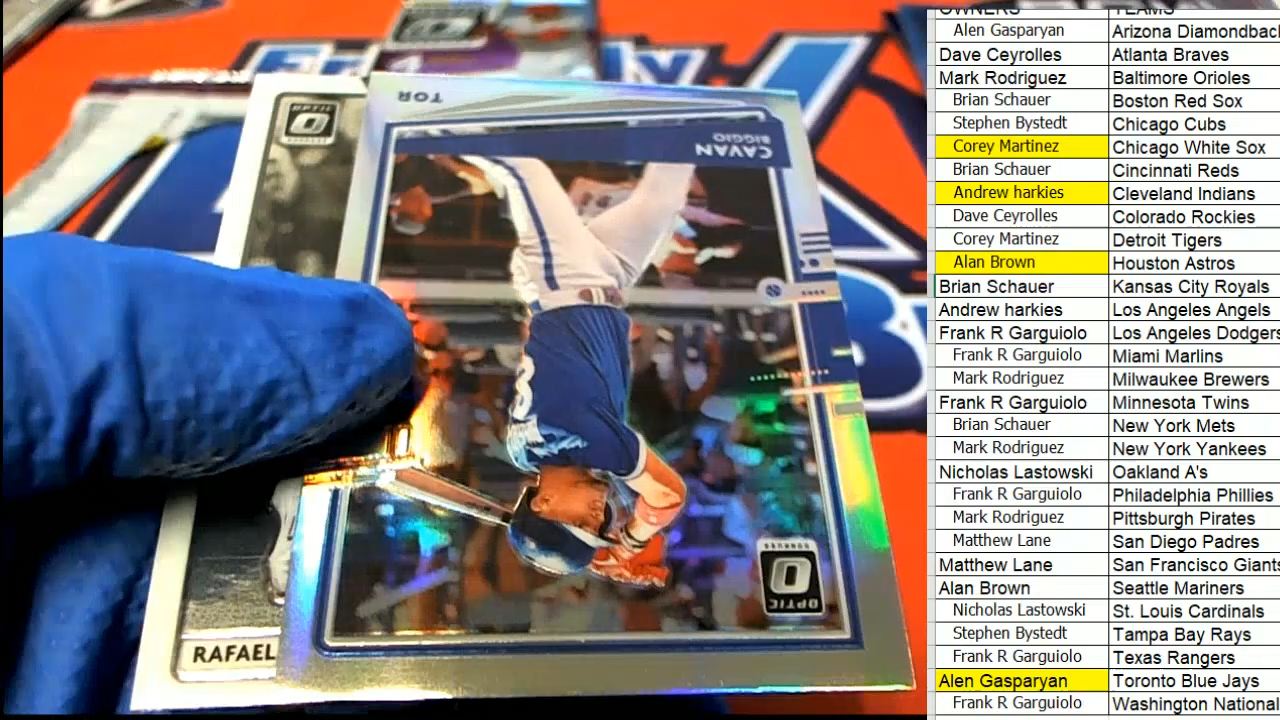 OWNERS TEAMS
Alen Gasparyan Arizona Diamondback
Dave Ceyrolles Atlanta Braves
Mark Rodriguez Baltimore Orioles
Brian Schauer Boston Red Sox
Stephen Bystedt Chicago Cubs
Corey Martinez Chicago White Sox
Brian Schauer Cincinnati Reds
Andrew harkies Cleveland Indians
Dave Ceyrolles Colorado Rockies
Corey Martinez Detroit Tigers
Alan Brown Houston Astros
Brian Schauer Kansas City Royals
Andrew harkies Los Angeles Angels
Frank R Garguiolo Los Angeles Dodgers
Frank R Garguiolo Miami Marlins
Mark Rodriguez Milwaukee Brewers
Frank R Garguiolo Minnesota Twins
Brian Schauer New York Mets
Mark Rodriguez New York Yankees
Nicholas Lastowski Oakland A's
Frank R Garguiolo Philadelphia Phillies
Mark Rodriguez Pittsburgh Pirates
Matthew Lane San Diego Padres
Matthew Lane San Francisco Giants
Alan Brown Seattle Mariners
Nicholas Lastowski St. Louis Cardinals
Stephen Bystedt Tampa Bay Rays
Frank R Garguiolo Texas Rangers
Alen Gasparyan Toronto Blue Jays
Frank R Garguiolo Washington National
TOR
CAVAN
BIGGIO
OPTIC
DONRUSS
OPTIC
RAFAEL